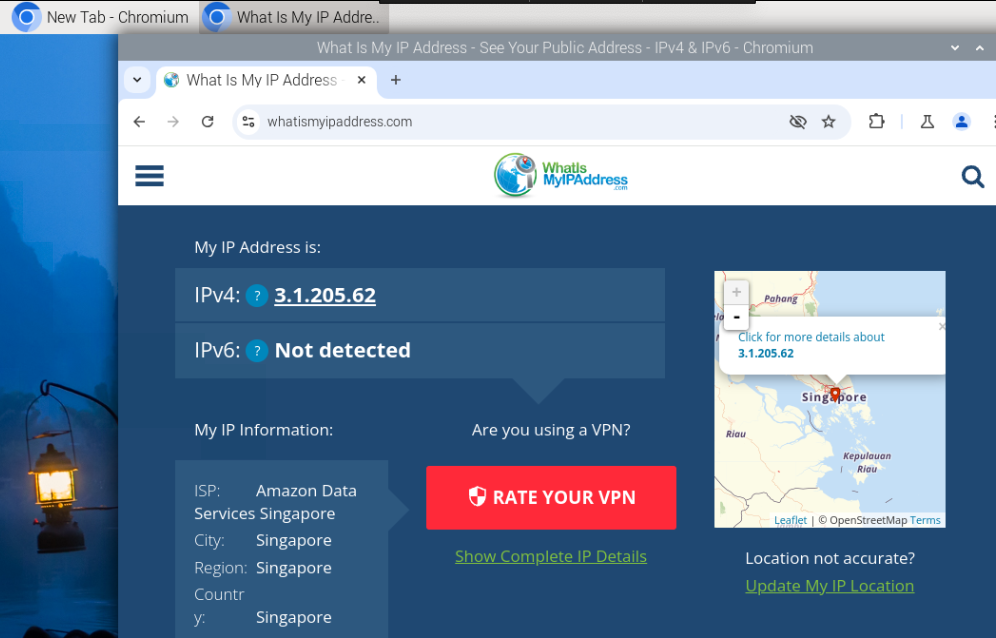 New Tab - Chromium
What Is My IP Addre..
What Is My IP Address - See Your Public Address - IPv4 & IPv6 - Chromium
What Is My IP Address
whatismyipaddress.com
WhatIs
MyIPAddress
.com
My IP Address is:
IPv4: ? 3.1.205.62
IPv6: ? Not detected
My IP Information:
ISP: Amazon Data
Services Singapore
City: Singapore
Region: Singapore
Countr
y: Singapore
Are you using a VPN?
RATE YOUR VPN
Show Complete IP Details
+
-
Pahang
Click for more details about
3.1.205.62
×
Singapore
Riau
Kepulauan
Riau
Leaflet | © OpenStreetMap Terms
Location not accurate?
Update My IP Location